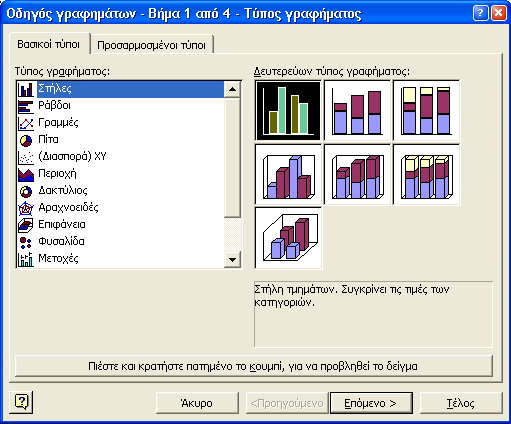 Οδηγός γραφημάτων - Βήμα 1 από 4 - Τύπος γραφήματος
Βασικοί τύποι
Προσαρμοσμένοι τύποι
Τύπος γραφήματος:
Στήλες
Ράβδοι
Γραμμές
Πίτα
(Διασπορά) XY
Περιοχή
Δακτύλιος
Αραχνοειδές
Επιφάνεια
Φυσαλίδα
Μετοχές
Δευτερεύων τύπος γραφήματος:
Στήλη τμημάτων. Συγκρίνει τις τιμές των
κατηγοριών.
Πιέστε και κρατήστε πατημένο το κουμπί, για να προβληθεί το δείγμα
Άκυρο
<Προηγούμενο
Επόμενο >
Τέλος